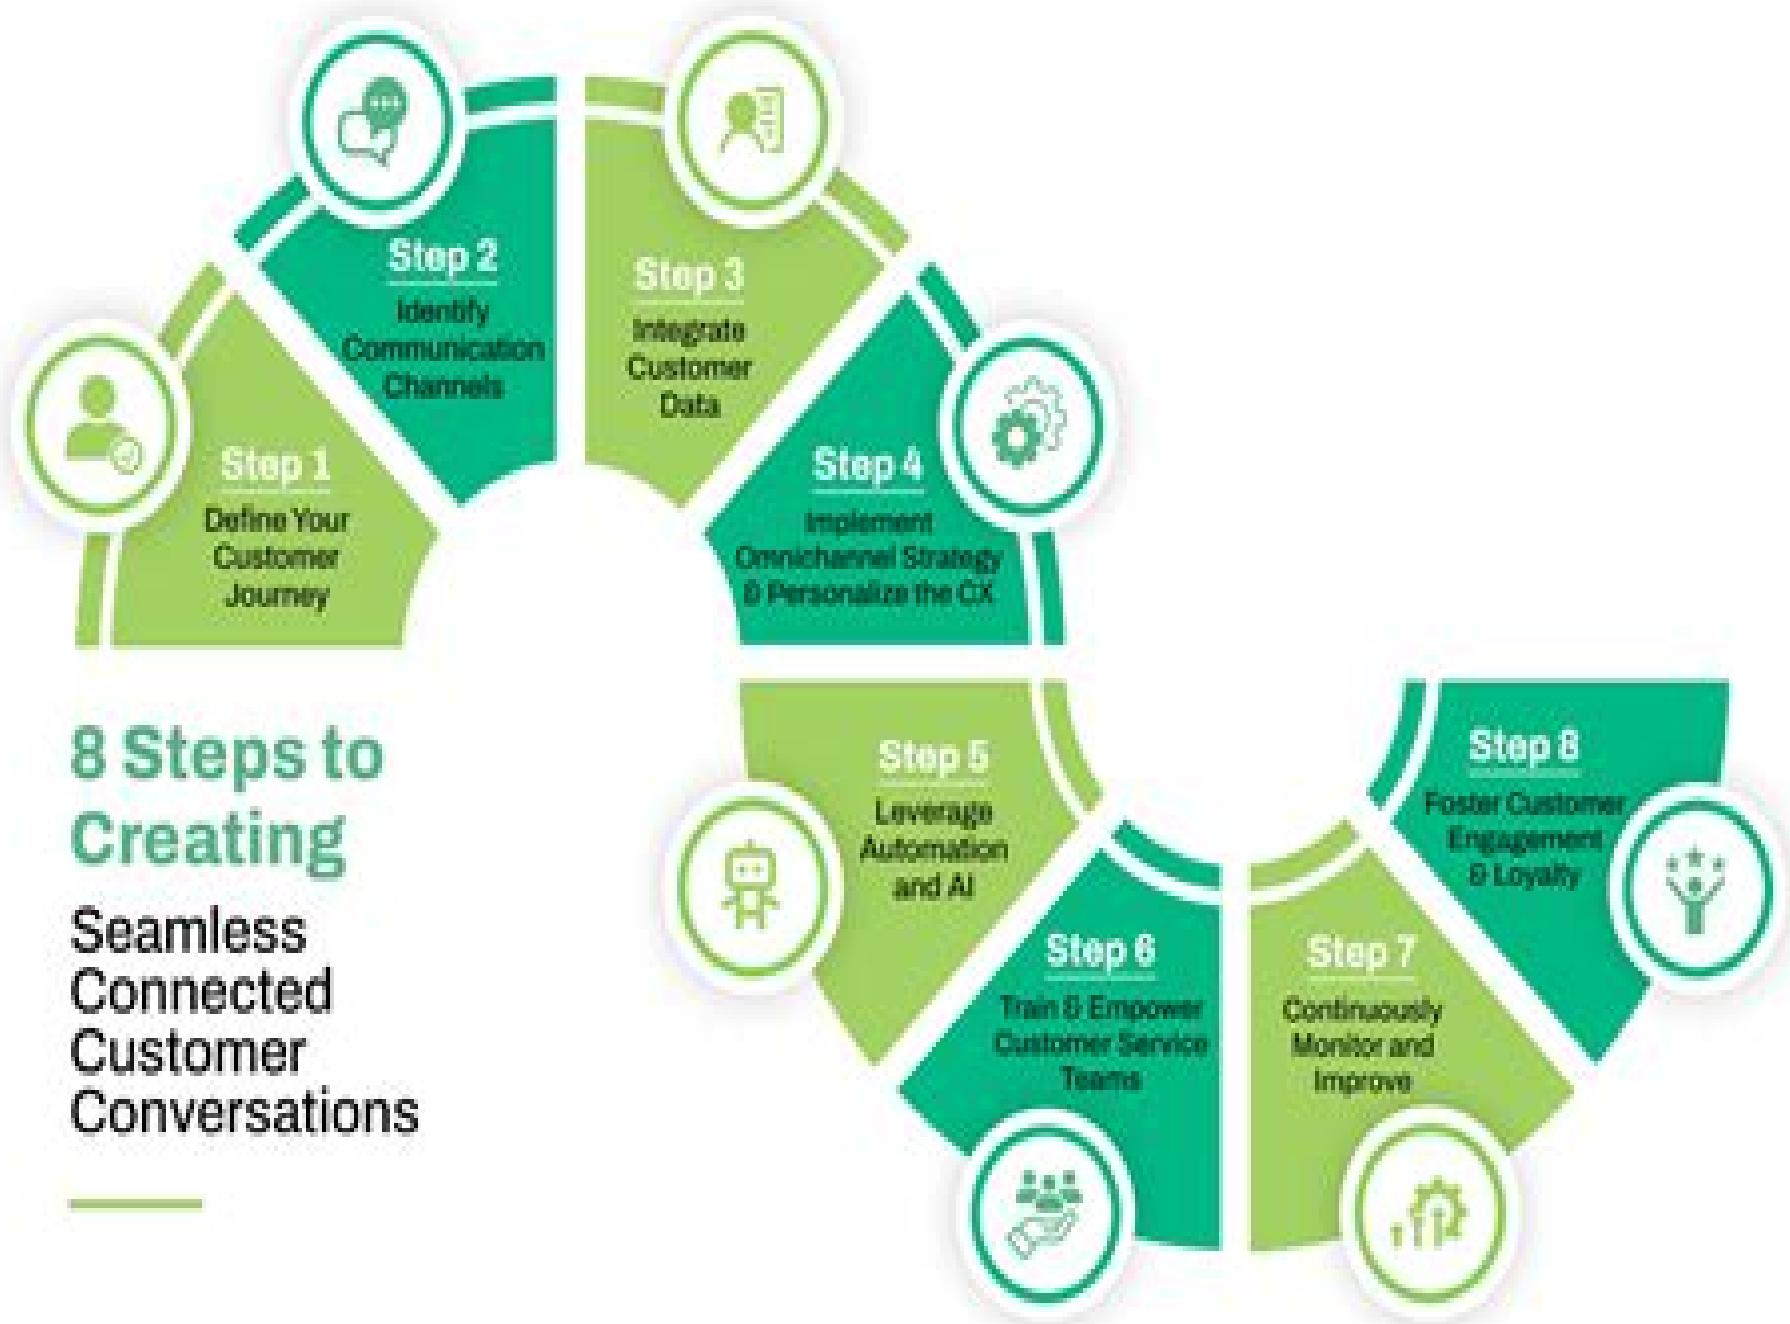 Step 1
Define Your
Customer
Journey
Step 2
Identify
Communication
Channels
Step 3
Integrate
Customer
Data
Step 4
Implement
Omnichannel Strategy
& Personalize the CX
Step 5
Leverage
Automation
and AI
Step 6
Train & Empower
Customer Service
Teams
Step 7
Continuously
Monitor and
Improve
Step 8
Foster Customer
Engagement
& Loyalty
8 Steps to
Creating
Seamless
Connected
Customer
Conversations